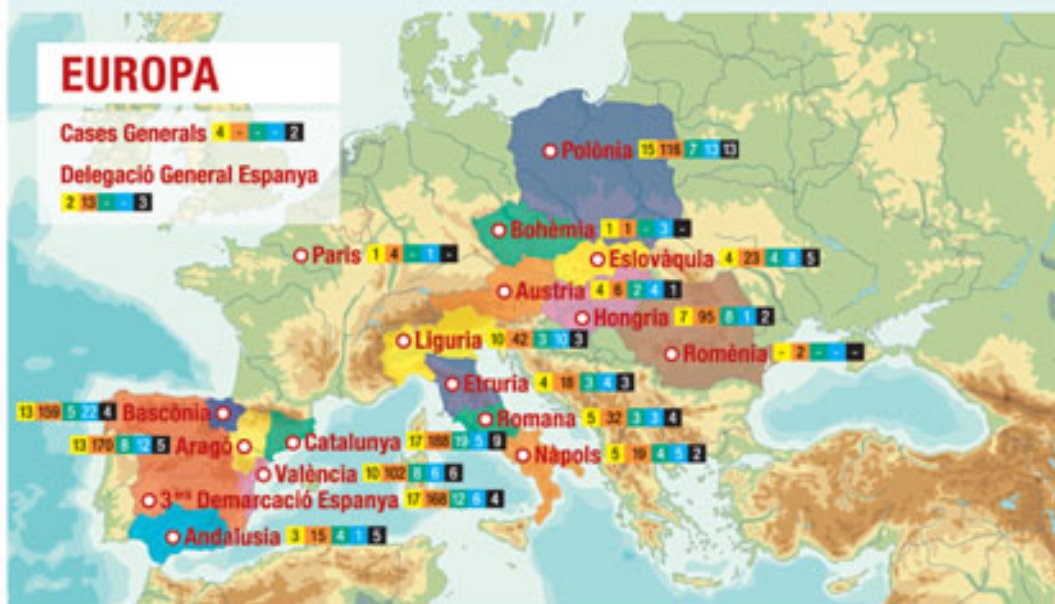 EUROPA
Cases Generals 4 - - - 2
Delegació General Espanya
2 13 - - 3
Polònia 15 116 7 13 13
Bohèmia 1 1 - 3 -
París 1 4 - 1 -
Eslovàquia 4 23 4 8 5
Austria 4 6 2 4 1
Hongria 7 95 8 1 2
Liguria 10 42 3 10 3
Romènia - 2 - - -
Etruria 4 18 3 4 3
13 159 5 22 4 Bascònia
Romana 5 32 3 3 4
13 170 8 12 5 Aragó
Catalunya 17 188 19 5 9
Nàpols 5 19 4 5 2
València 10 102 8 6 6
3era Demarcació Espanya 17 168 12 6 4
Andalusia 3 15 4 1 5